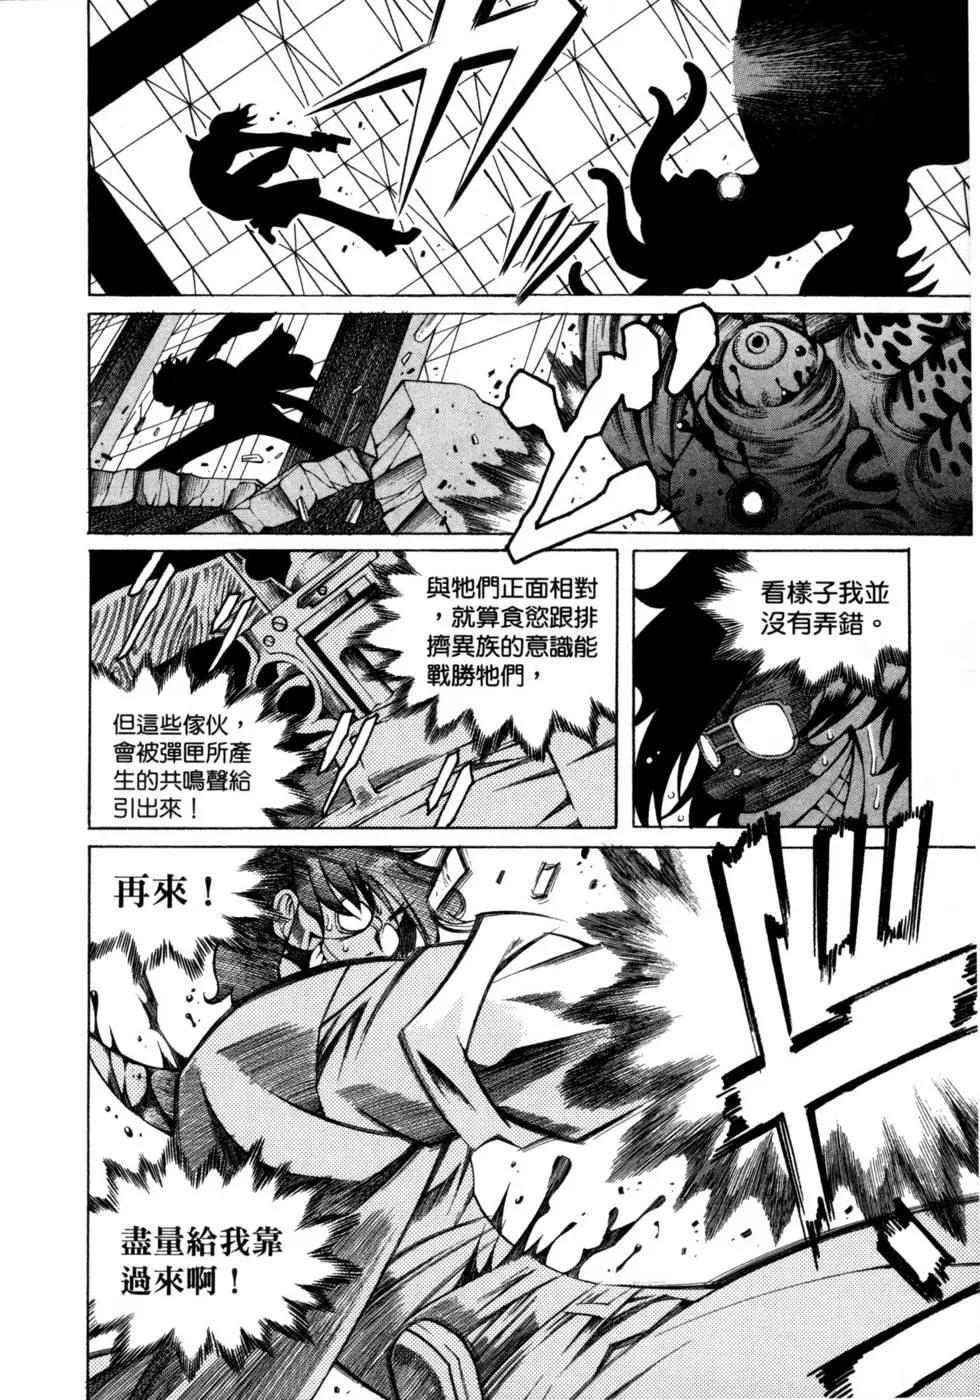 ガ
ズ
看樣子我並
沒有弄錯。
與牠們正面相對
，就算食慾跟排
擠異族的意識能
戰勝牠們，
但這些傢伙，
會被彈匣所產
生的共鳴聲給
引出來！
再來！
盡量給我靠
過來啊！